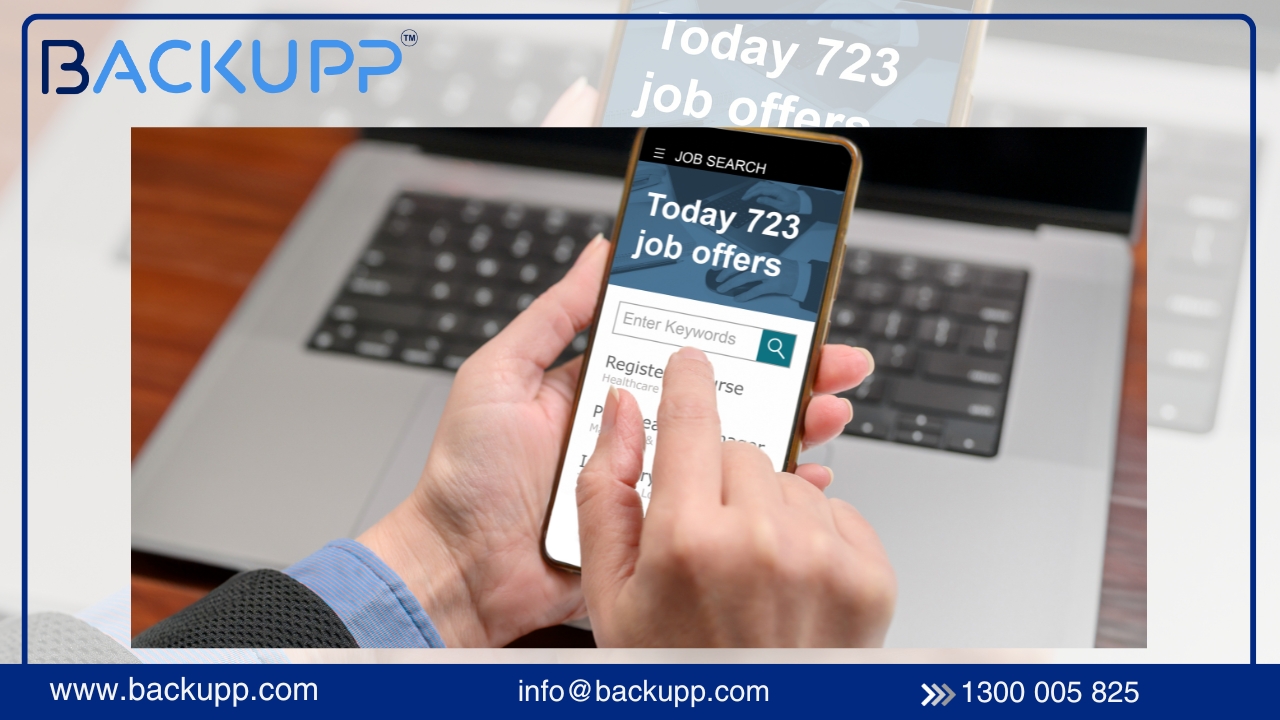 BACKUPP™
Today 723
job offers
☰ JOB SEARCH
Today 723
job offers
Enter Keywords
Healthcare
www.backupp.com
info@backupp.com
1300 005 825